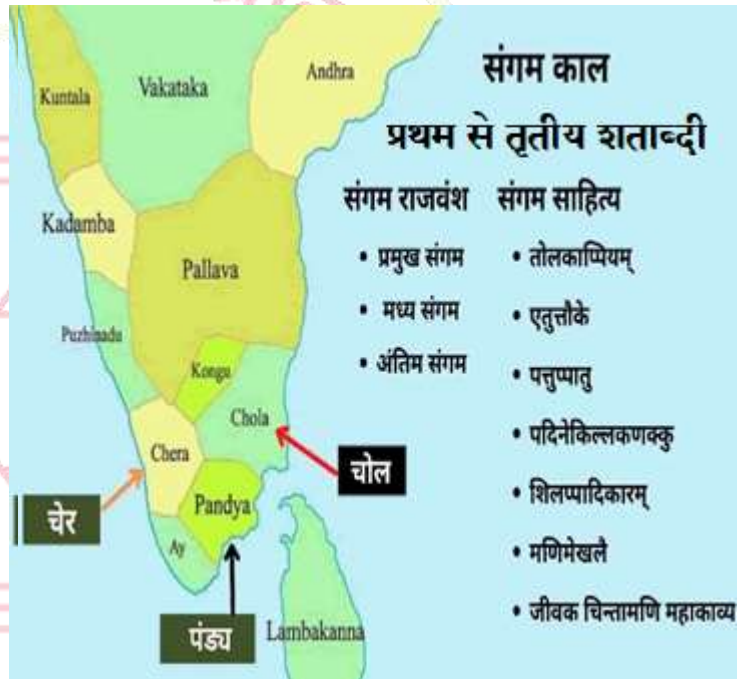 संगम काल
प्रथम से तृतीय शताब्दी
संगम राजवंश
• प्रमुख संगम
• मध्य संगम
• अंतिम संगम
संगम साहित्य
• तोलकाप्पियम्
• एतुत्तौके
• पत्तुप्पातु
• पदिनेकिल्लकणक्कु
• शिलप्पादिकारम्
• मणिमेखलै
• जीवक चिन्तामणि महाकाव्य
Kuntala
Vakataka
Andhra
Kadamba
Pallava
Puzhinadu
Kongu
Chola
Chera
चोल
Pandya
चेर
Ay
पंड्य
Lambakanna